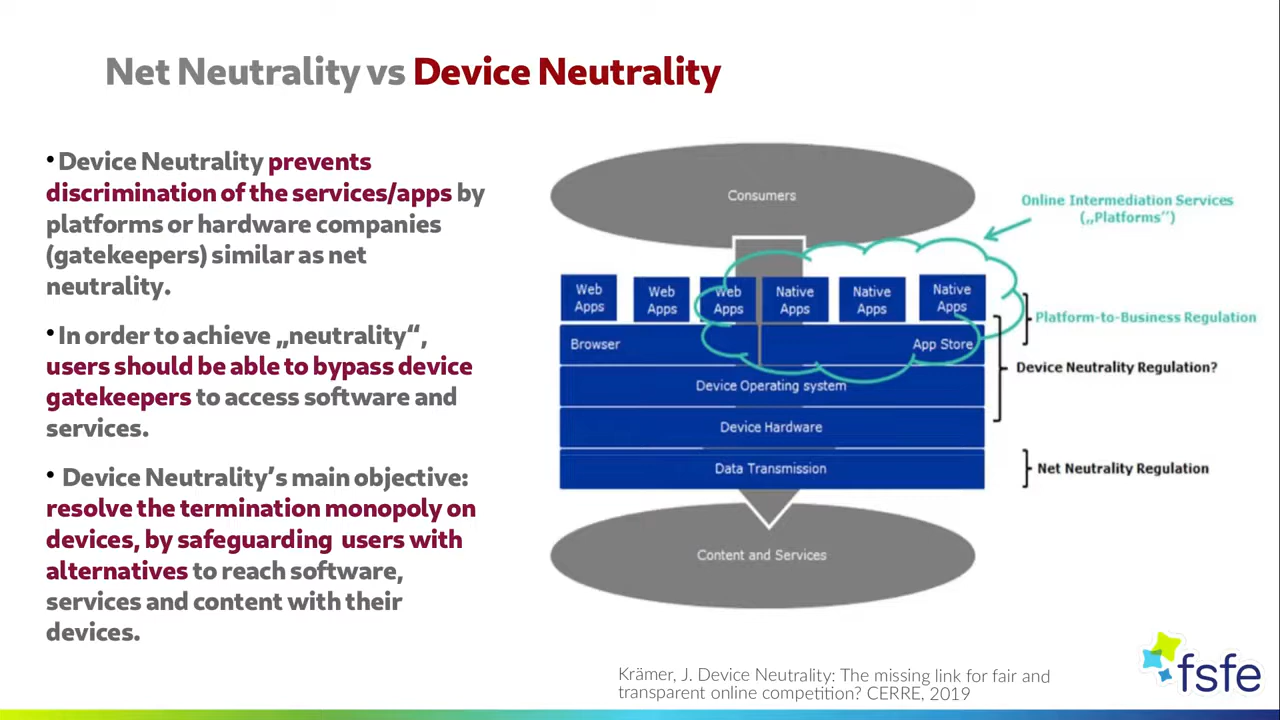 Net Neutrality vs Device Neutrality
•Device Neutrality prevents
discrimination of the services/apps by
platforms or hardware companies
(gatekeepers) similar as net
neutrality.
•In order to achieve „neutrality“,
users should be able to bypass device
gatekeepers to access software and
services.
• Device Neutrality’s main objective:
resolve the termination monopoly on
devices, by safeguarding users with
alternatives to reach software,
services and content with their
devices.
Consumers
Online Intermediation Services
(„Platforms”)
Web
Apps
Web
Apps
Web
Apps
Native
Apps
Native
Apps
Native
Apps
Platform-to-Business Regulation
Browser
App Store
Device Neutrality Regulation?
Device Operating system
Device Hardware
Data Transmission
Net Neutrality Regulation
Content and Services
Krämer, J. Device Neutrality: The missing link for fair and
transparent online competition? CERRE, 2019
fsfe